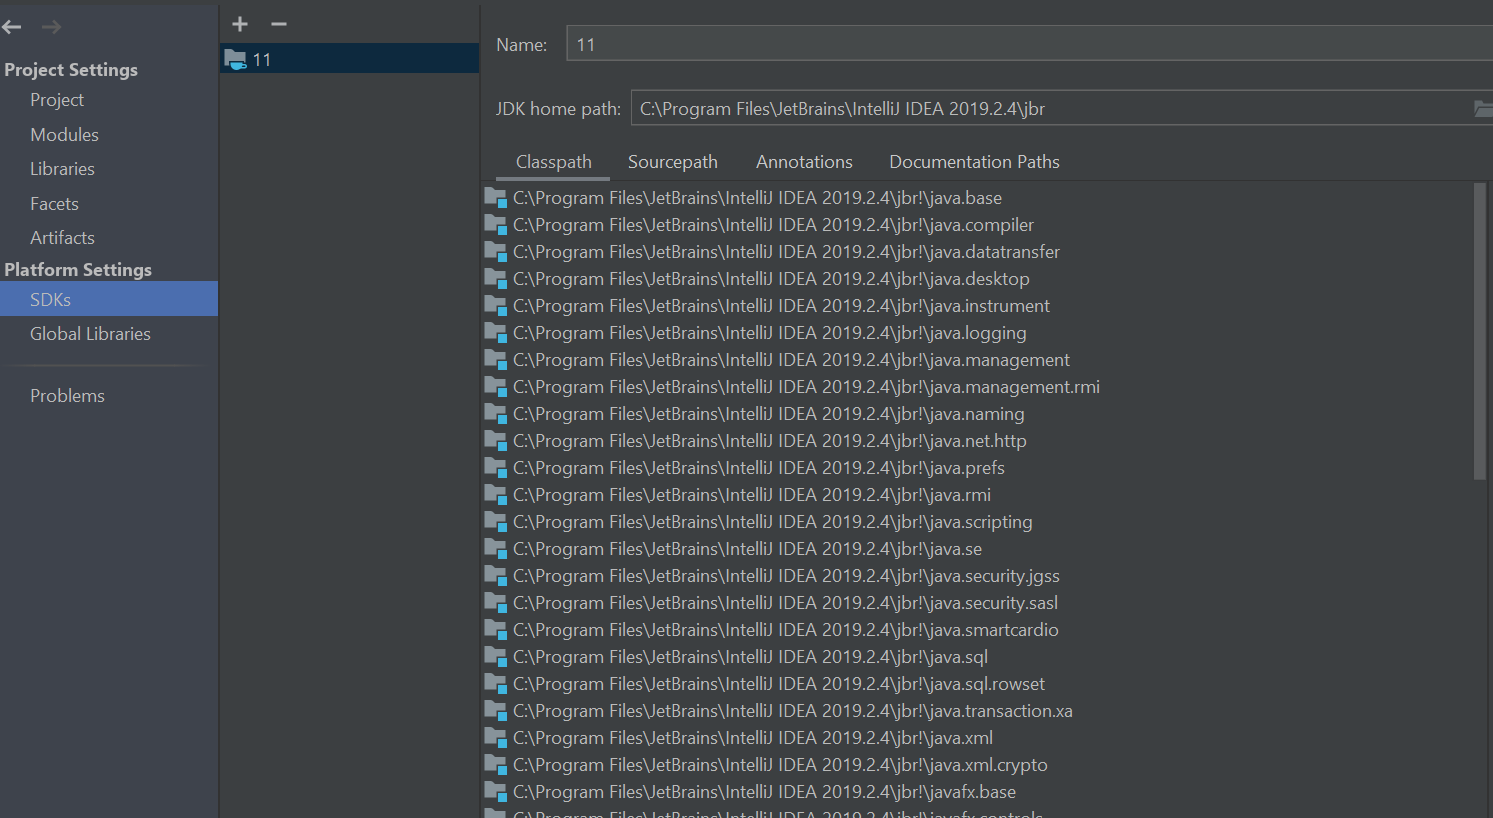 Project Settings
Project
Modules
Libraries
Facets
Artifacts
Platform Settings
SDKs
Global Libraries
Problems
11
Name: 11
JDK home path: C:\Program Files\JetBrains\IntelliJ IDEA 2019.2.4\jbr
Classpath Sourcepath Annotations Documentation Paths
C:\Program Files\JetBrains\IntelliJ IDEA 2019.2.4\jbr!\java.base
C:\Program Files\JetBrains\IntelliJ IDEA 2019.2.4\jbr!\java.compiler
C:\Program Files\JetBrains\IntelliJ IDEA 2019.2.4\jbr!\java.datatransfer
C:\Program Files\JetBrains\IntelliJ IDEA 2019.2.4\jbr!\java.desktop
C:\Program Files\JetBrains\IntelliJ IDEA 2019.2.4\jbr!\java.instrument
C:\Program Files\JetBrains\IntelliJ IDEA 2019.2.4\jbr!\java.logging
C:\Program Files\JetBrains\IntelliJ IDEA 2019.2.4\jbr!\java.management
C:\Program Files\JetBrains\IntelliJ IDEA 2019.2.4\jbr!\java.management.rmi
C:\Program Files\JetBrains\IntelliJ IDEA 2019.2.4\jbr!\java.naming
C:\Program Files\JetBrains\IntelliJ IDEA 2019.2.4\jbr!\java.net.http
C:\Program Files\JetBrains\IntelliJ IDEA 2019.2.4\jbr!\java.prefs
C:\Program Files\JetBrains\IntelliJ IDEA 2019.2.4\jbr!\java.rmi
C:\Program Files\JetBrains\IntelliJ IDEA 2019.2.4\jbr!\java.scripting
C:\Program Files\JetBrains\IntelliJ IDEA 2019.2.4\jbr!\java.se
C:\Program Files\JetBrains\IntelliJ IDEA 2019.2.4\jbr!\java.security.jgss
C:\Program Files\JetBrains\IntelliJ IDEA 2019.2.4\jbr!\java.security.sasl
C:\Program Files\JetBrains\IntelliJ IDEA 2019.2.4\jbr!\java.smartcardio
C:\Program Files\JetBrains\IntelliJ IDEA 2019.2.4\jbr!\java.sql
C:\Program Files\JetBrains\IntelliJ IDEA 2019.2.4\jbr!\java.sql.rowset
C:\Program Files\JetBrains\IntelliJ IDEA 2019.2.4\jbr!\java.transaction.xa
C:\Program Files\JetBrains\IntelliJ IDEA 2019.2.4\jbr!\java.xml
C:\Program Files\JetBrains\IntelliJ IDEA 2019.2.4\jbr!\java.xml.crypto
C:\Program Files\JetBrains\IntelliJ IDEA 2019.2.4\jbr!\javafx.base
C:\Program Files\JetBrains\IntelliJ IDEA 2019.2.4\jbr!\javafx.controls